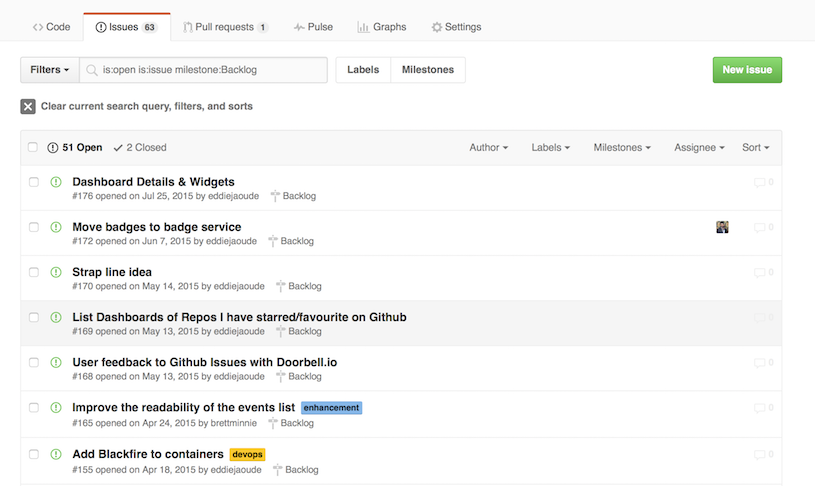 Code Issues 63 Pull requests 1 Pulse Graphs Settings
Filters is:open is:issue milestone:Backlog Labels Milestones New issue
Clear current search query, filters, and sorts
51 Open 2 Closed Author Labels Milestones Assignee Sort
Dashboard Details & Widgets 0
#176 opened on Jul 25, 2015 by eddiejaoude Backlog
Move badges to badge service 0
#172 opened on Jun 7, 2015 by eddiejaoude Backlog
Strap line idea 0
#170 opened on May 14, 2015 by eddiejaoude Backlog
List Dashboards of Repos I have starred/favourite on Github 0
#169 opened on May 13, 2015 by eddiejaoude Backlog
User feedback to Github Issues with Doorbell.io 0
#168 opened on May 13, 2015 by eddiejaoude Backlog
Improve the readability of the events list enhancement 0
#165 opened on Apr 24, 2015 by brettminnie Backlog
Add Blackfire to containers devops 0
#155 opened on Apr 18, 2015 by eddiejaoude Backlog